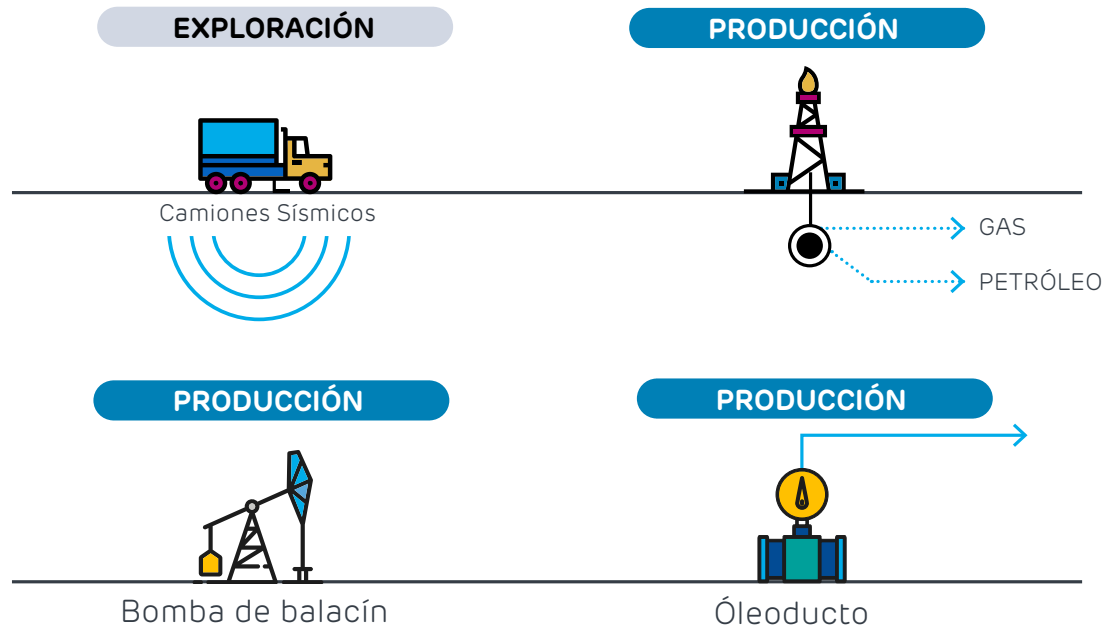 EXPLORACIÓN
PRODUCCIÓN
Camiones Sísmicos
GAS
PETRÓLEO
PRODUCCIÓN
PRODUCCIÓN
Bomba de balacín
Óleoducto